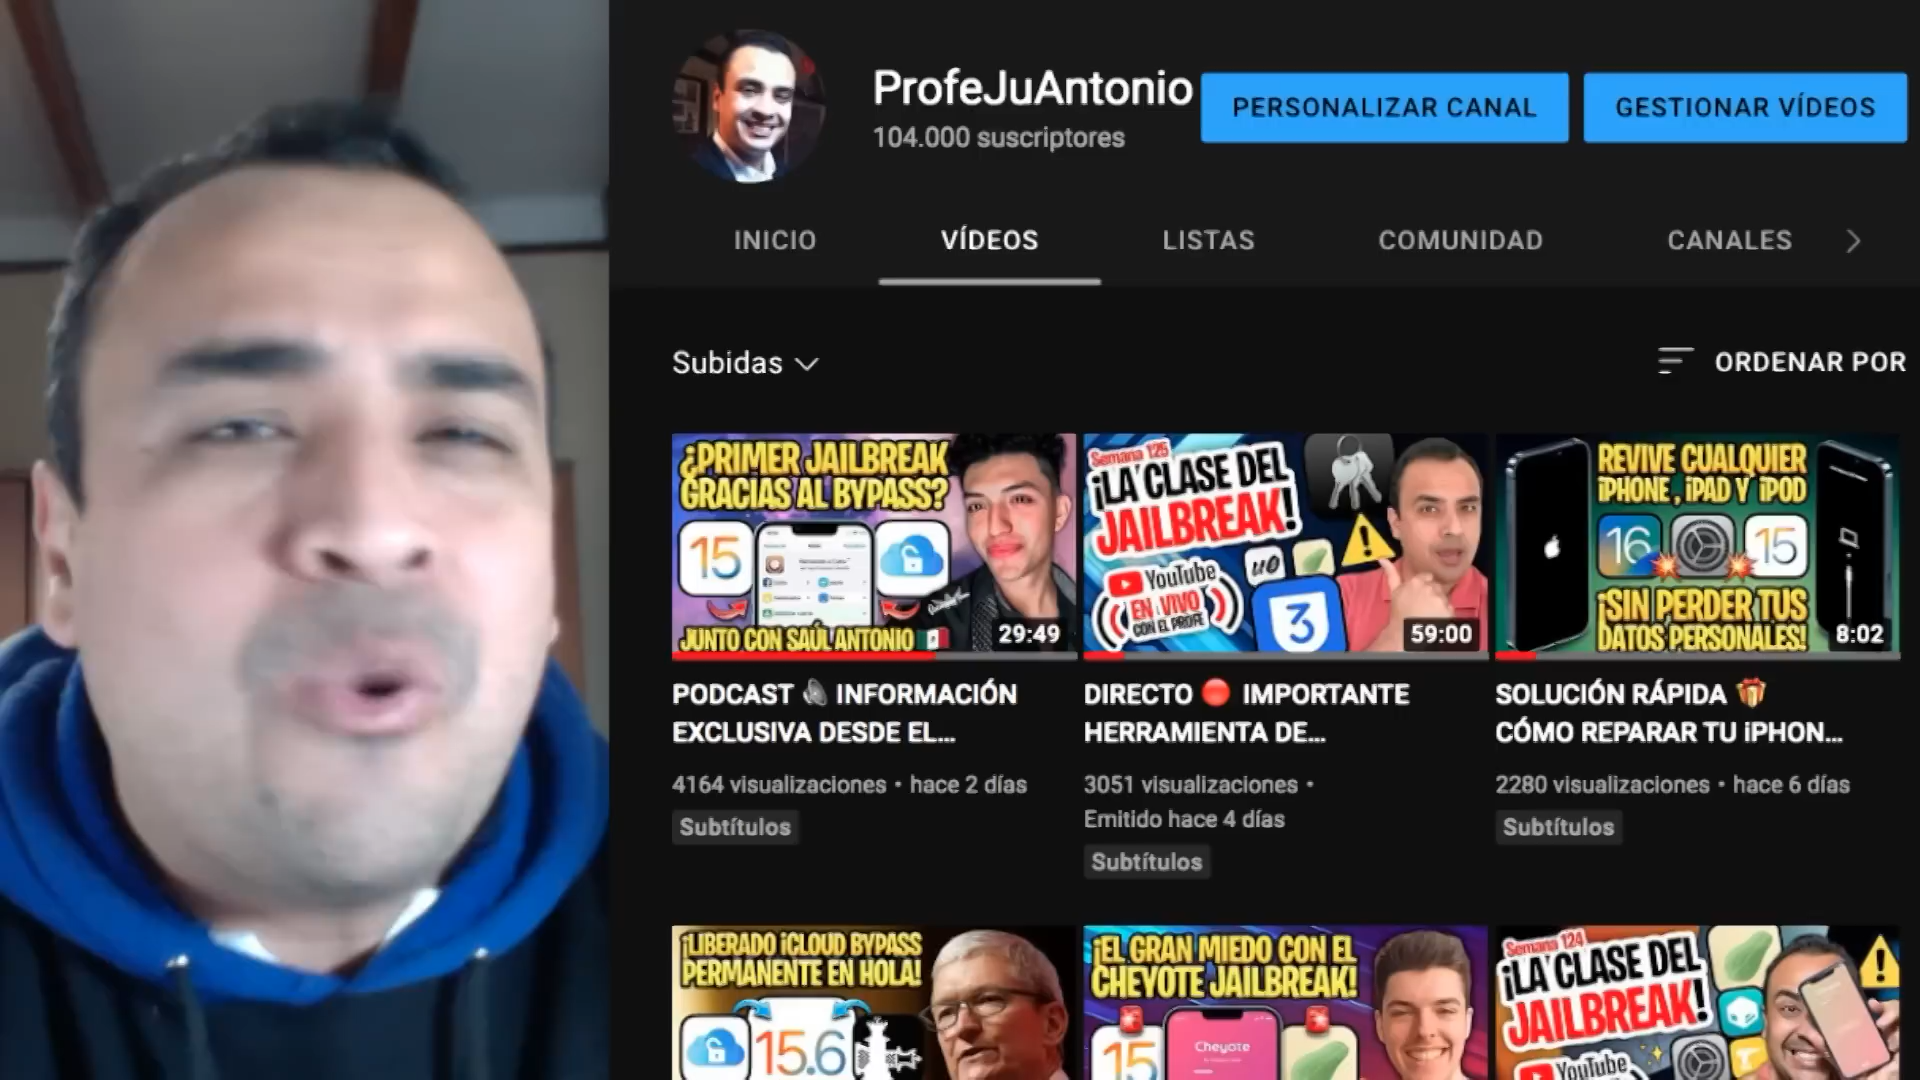 ProfeJuAntonio
104.000 suscriptores
PERSONALIZAR CANAL
GESTIONAR VÍDEOS
INICIO
VÍDEOS
LISTAS
COMUNIDAD
CANALES
Subidas
ORDENAR POR
¿PRIMER JAILBREAK
GRACIAS AL BYPASS?
15
JUNTO CON SAÚL ANTONIO
29:49
Semana 125
¡LA CLASE DEL
JAILBREAK!
YouTube
EN VIVO
CON EL PROFE
uO
3
59:00
REVIVE CUALQUIER
iPHONE, iPAD Y iPOD
16
15
¡SIN PERDER TUS
DATOS PERSONALES!
8:02
PODCAST INFORMACIÓN
EXCLUSIVA DESDE EL...
4164 visualizaciones • hace 2 días
Subtítulos
DIRECTO IMPORTANTE
HERRAMIENTA DE...
3051 visualizaciones •
Emitido hace 4 días
Subtítulos
SOLUCIÓN RÁPIDA
CÓMO REPARAR TU iPHON...
2280 visualizaciones • hace 6 días
Subtítulos
¡LIBERADO iCLOUD BYPASS
PERMANENTE EN HOLA!
15.6
¡EL GRAN MIEDO CON EL
CHEYOTE JAILBREAK!
15
Cheyote
Semana 124
¡LA CLASE DEL
JAILBREAK!
YouTube